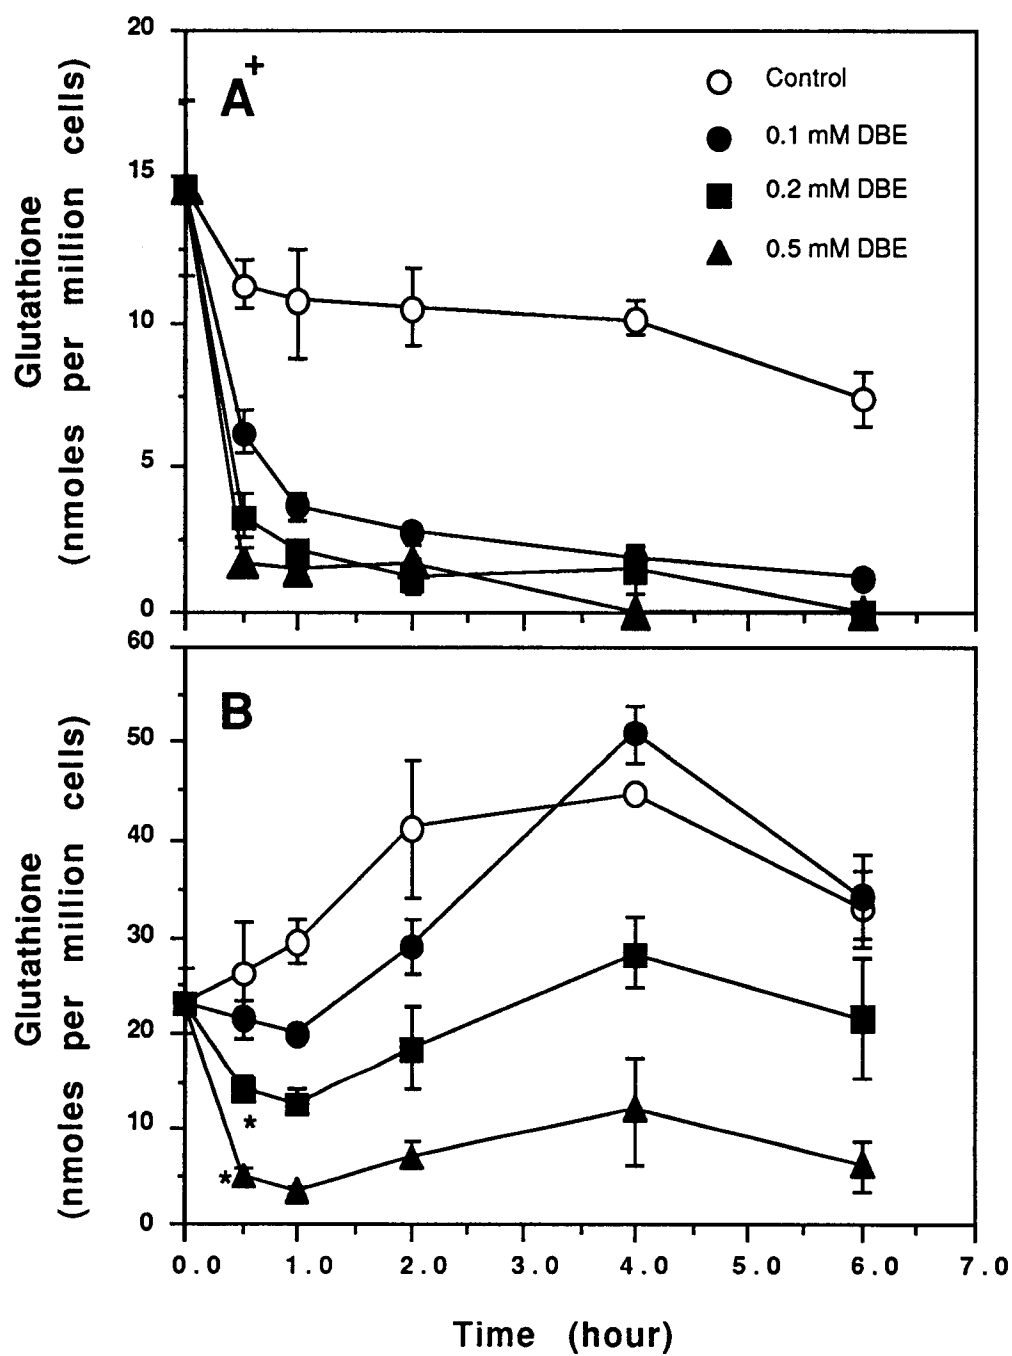 20
A+
Control
0.1 mM DBE
0.2 mM DBE
0.5 mM DBE
15
10
5
0
Glutathione
(nmoles per million cells)
60
B
50
40
30
20
10
0
*
*
Glutathione
(nmoles per million cells)
0.0 1.0 2.0 3.0 4.0 5.0 6.0 7.0
Time (hour)